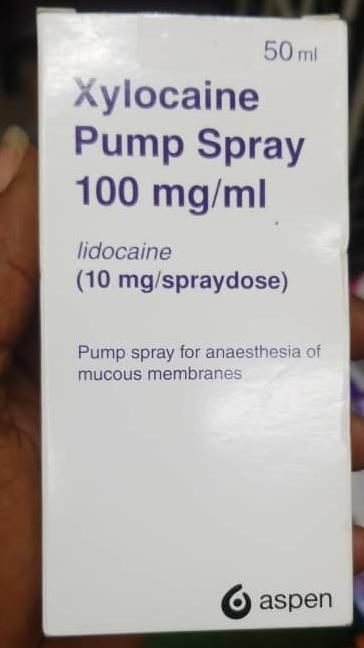 50 ml
Xylocaine
Pump Spray
100 mg/ml
lidocaine
(10 mg/spraydose)
Pump spray for anaesthesia of
mucous membranes
aspen